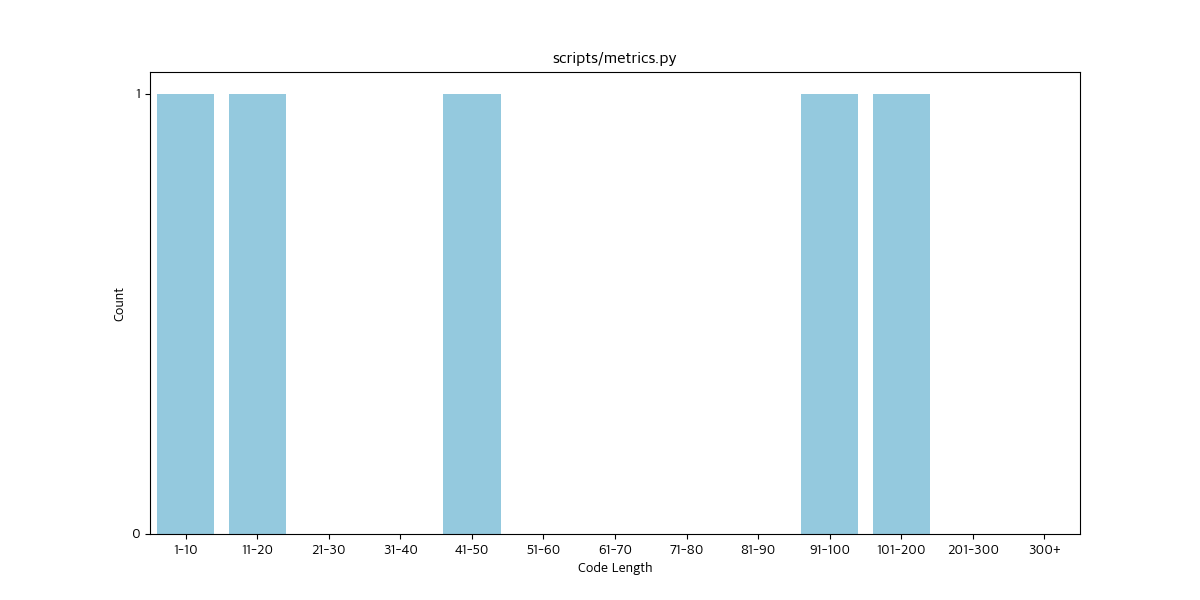 scripts/metrics.py
1
Count
0
1-10 11-20 21-30 31-40 41-50 51-60 61-70 71-80 81-90 91-100 101-200 201-300 300+
Code Length